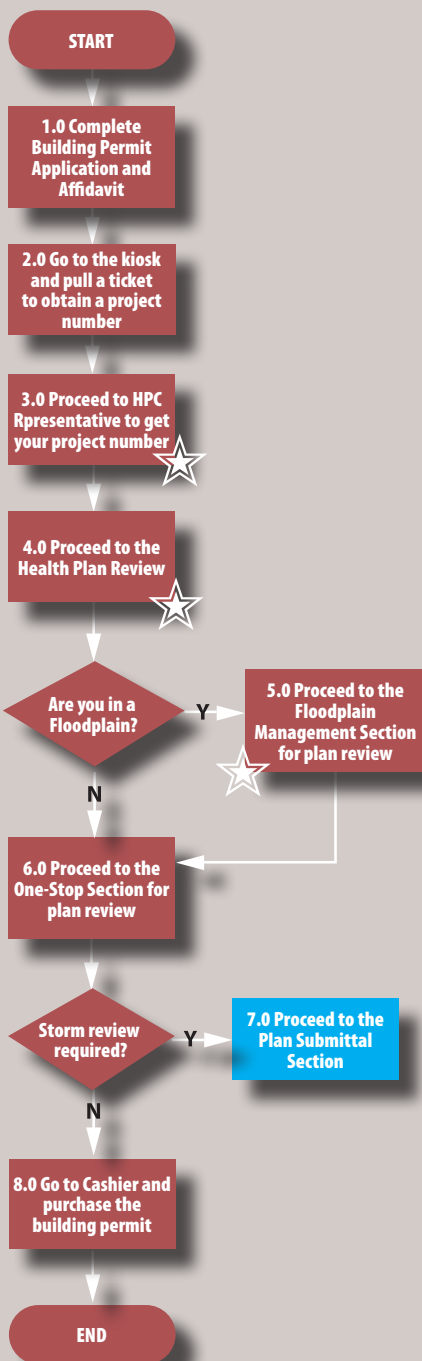 START
1.0 Complete
Building Permit
Application and
Affidavit
2.0 Go to the kiosk
and pull a ticket
to obtain a project
number
3.0 Proceed to HPC
Rpresentative to get
your project number
4.0 Proceed to the
Health Plan Review
Are you in a
Floodplain?
Y
5.0 Proceed to the
Floodplain
Management Section
for plan review
N
6.0 Proceed to the
One-Stop Section for
plan review
Storm review
required?
Y
7.0 Proceed to the
Plan Submittal
Section
N
8.0 Go to Cashier and
purchase the
building permit
END